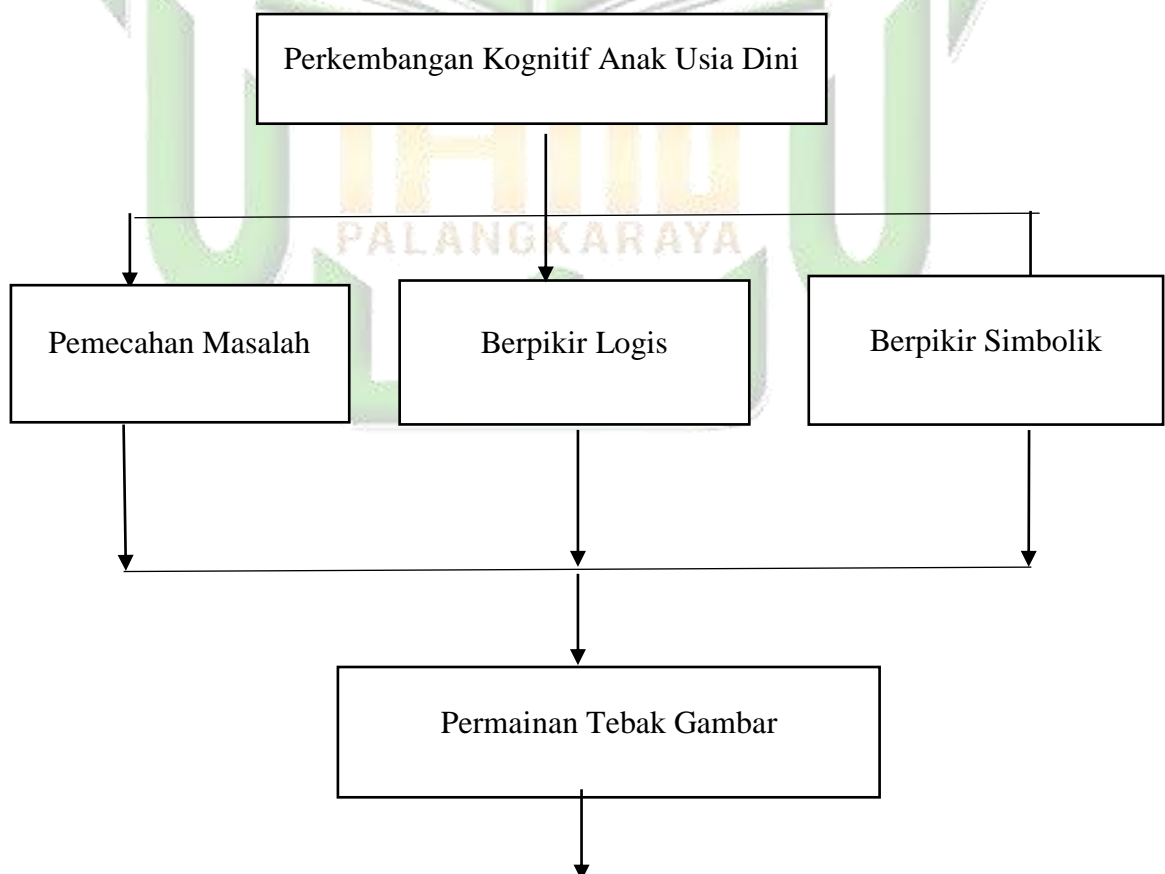 Perkembangan Kognitif Anak Usia Dini
PALANGKARAYA
Pemecahan Masalah
Berpikir Logis
Berpikir Simbolik
Permainan Tebak Gambar